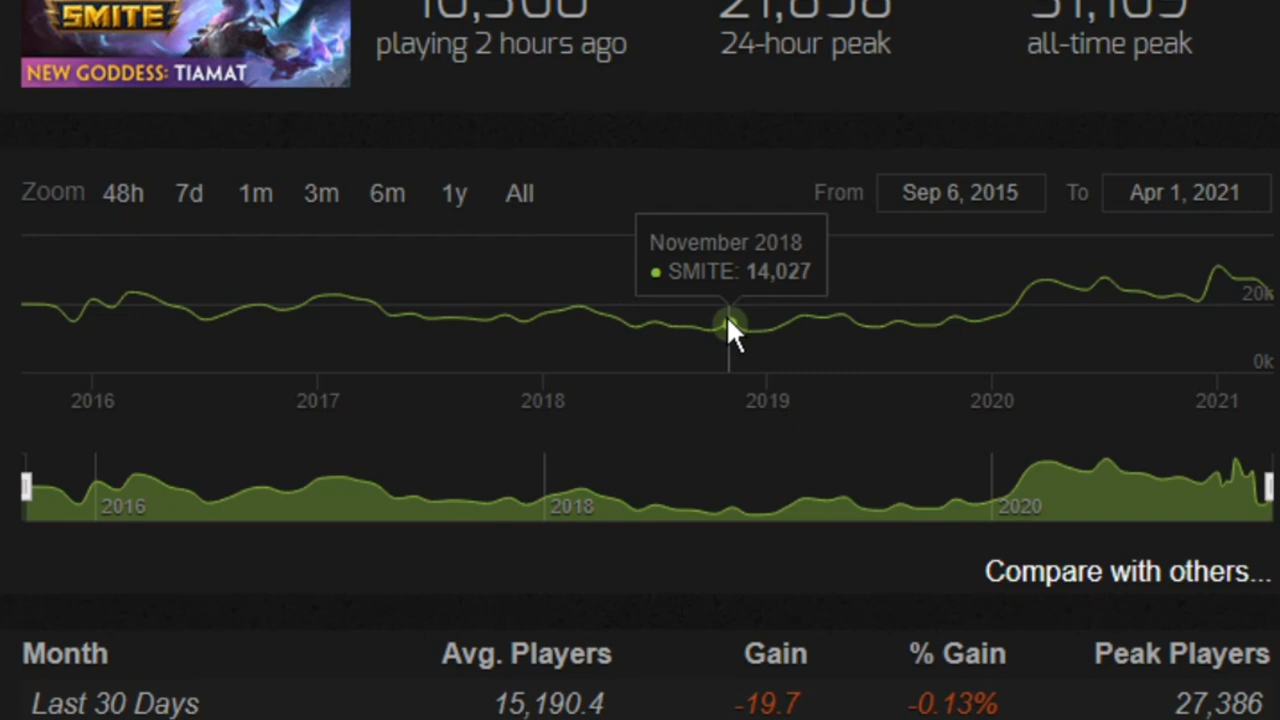 SMITE
NEW GODDESS: TIAMAT
playing 2 hours ago
24-hour peak
all-time peak
Zoom 48h 7d 1m 3m 6m 1y All
From Sep 6, 2015 To Apr 1, 2021
November 2018
SMITE: 14,027
20k
0k
2016 2017 2018 2019 2020 2021
2016 2018 2020
Compare with others...
Month Avg. Players Gain % Gain Peak Players
Last 30 Days 15,190.4 -19.7 -0.13% 27,386